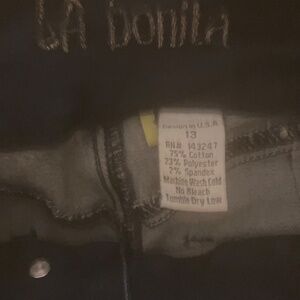 LA bonita
Design in U.S.A.
13
RN# 143247
75% Cotton
23% Polyester
2% Spandex
Machine Wash Cold
No Bleach
Tumble Dry Low